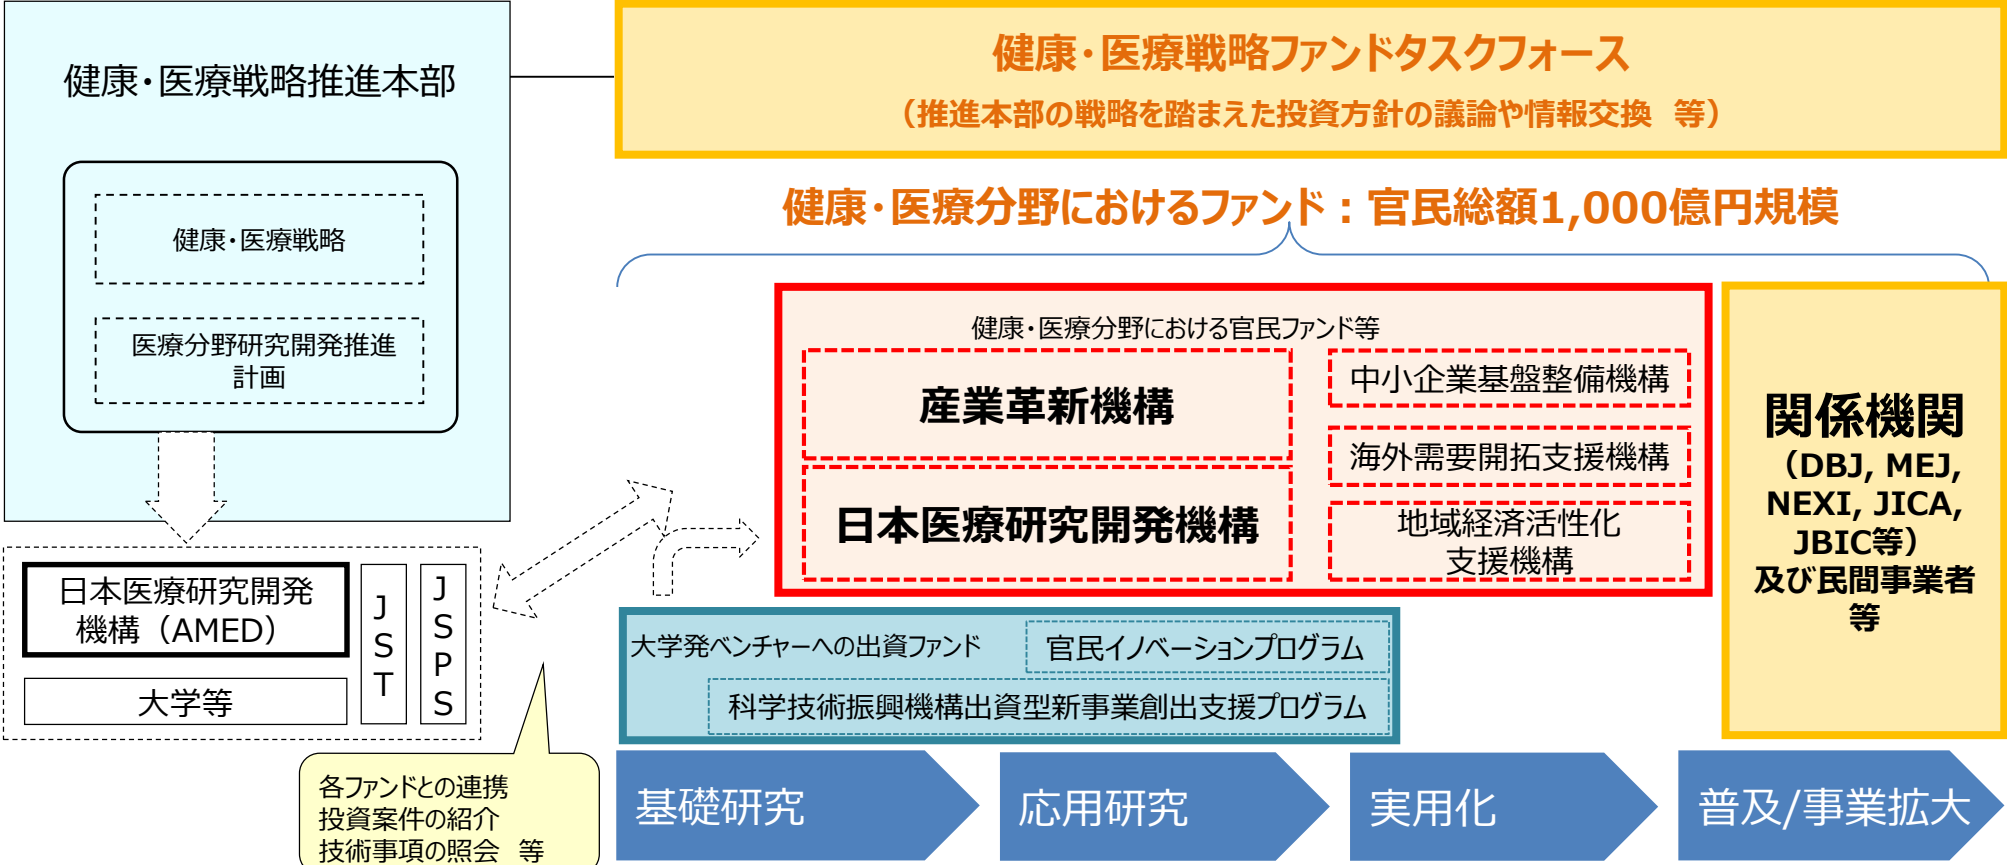 健康・医療戦略推進本部
健康・医療戦略
医療分野研究開発推進
計画
健康・医療戦略ファンドタスクフォース
（推進本部の戦略を踏まえた投資方針の議論や情報交換　等）
健康・医療分野におけるファンド：官民総額1,000億円規模
健康・医療分野における官民ファンド等
産業革新機構
日本医療研究開発機構
中小企業基盤整備機構
海外需要開拓支援機構
地域経済活性化
支援機構
関係機関
（DBJ, MEJ,
NEXI, JICA,
JBIC等）
及び民間事業者
等
日本医療研究開発
機構（AMED）
大学等
JST
JSPS
各ファンドとの連携
投資案件の紹介
技術事項の照会　等
大学発ベンチャーへの出資ファンド
官民イノベーションプログラム
科学技術振興機構出資型新事業創出支援プログラム
基礎研究
応用研究
実用化
普及/事業拡大